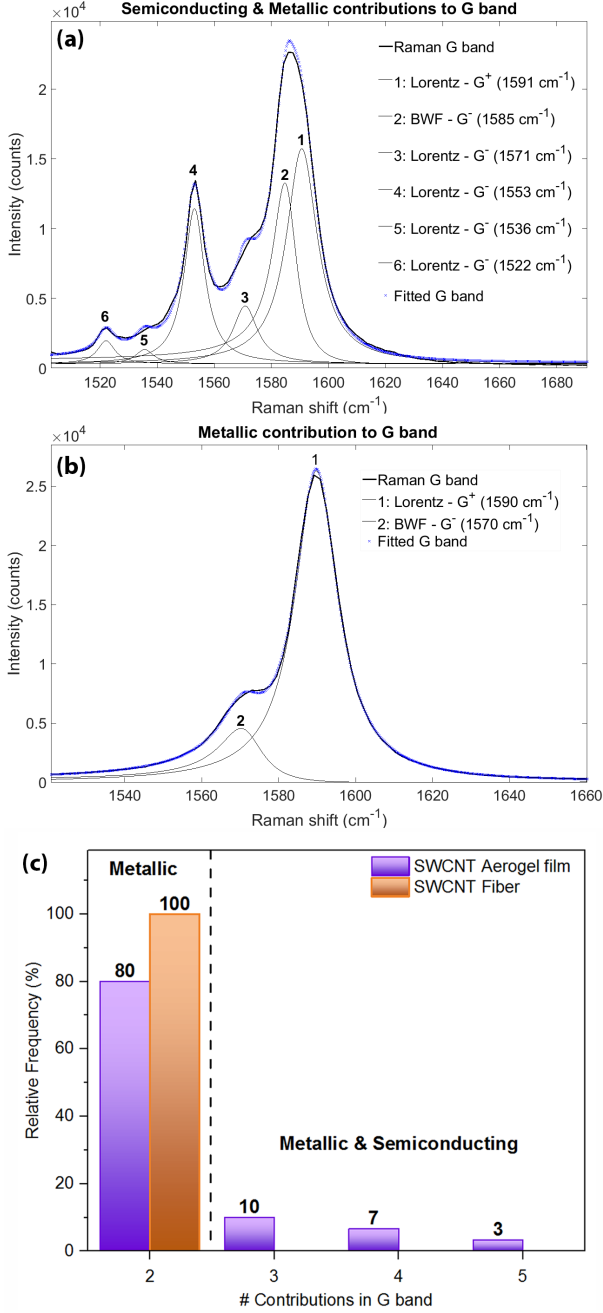 Semiconducting & Metallic contributions to G band
×10⁴
(a)
Raman G band
1: Lorentz - G⁺ (1591 cm⁻¹)
2: BWF - G⁻ (1585 cm⁻¹)
3: Lorentz - G⁻ (1571 cm⁻¹)
4: Lorentz - G⁻ (1553 cm⁻¹)
5: Lorentz - G⁻ (1536 cm⁻¹)
6: Lorentz - G⁻ (1522 cm⁻¹)
Fitted G band
1
2
4
3
6
5
2
1.5
1
0.5
0
Intensity (counts)
1520 1540 1560 1580 1600 1620 1640 1660 1680
Raman shift (cm⁻¹)
Metallic contribution to G band
×10⁴
(b)
1
Raman G band
1: Lorentz - G⁺ (1590 cm⁻¹)
2: BWF - G⁻ (1570 cm⁻¹)
Fitted G band
2
2.5
2
1.5
1
0.5
0
Intensity (counts)
1540 1560 1580 1600 1620 1640 1660
Raman shift (cm⁻¹)
(c)
Metallic
SWCNT Aerogel film
SWCNT Fiber
100
80
Metallic & Semiconducting
10
7
3
100
80
60
40
20
0
Relative Frequency (%)
2 3 4 5
# Contributions in G band